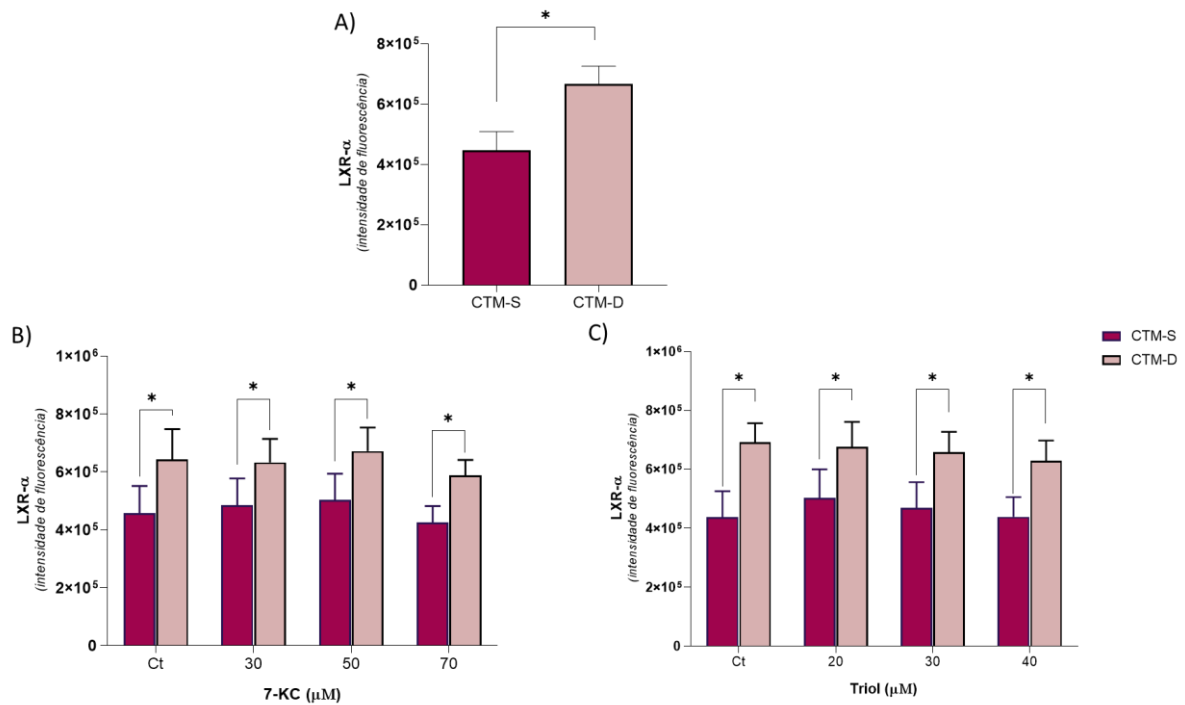 A)
*
8×10⁵
6×10⁵
4×10⁵
2×10⁵
0
LXR-α
(intensidade de fluorescência)
CTM-S CTM-D
B)
1×10⁶
8×10⁵
6×10⁵
4×10⁵
2×10⁵
0
LXR-α
(intensidade de fluorescência)
* * * *
Ct 30 50 70
7-KC (μM)
C)
1×10⁶
8×10⁵
6×10⁵
4×10⁵
2×10⁵
0
LXR-α
(intensidade de fluorescência)
* * * *
Ct 20 30 40
Triol (μM)
CTM-S
CTM-D